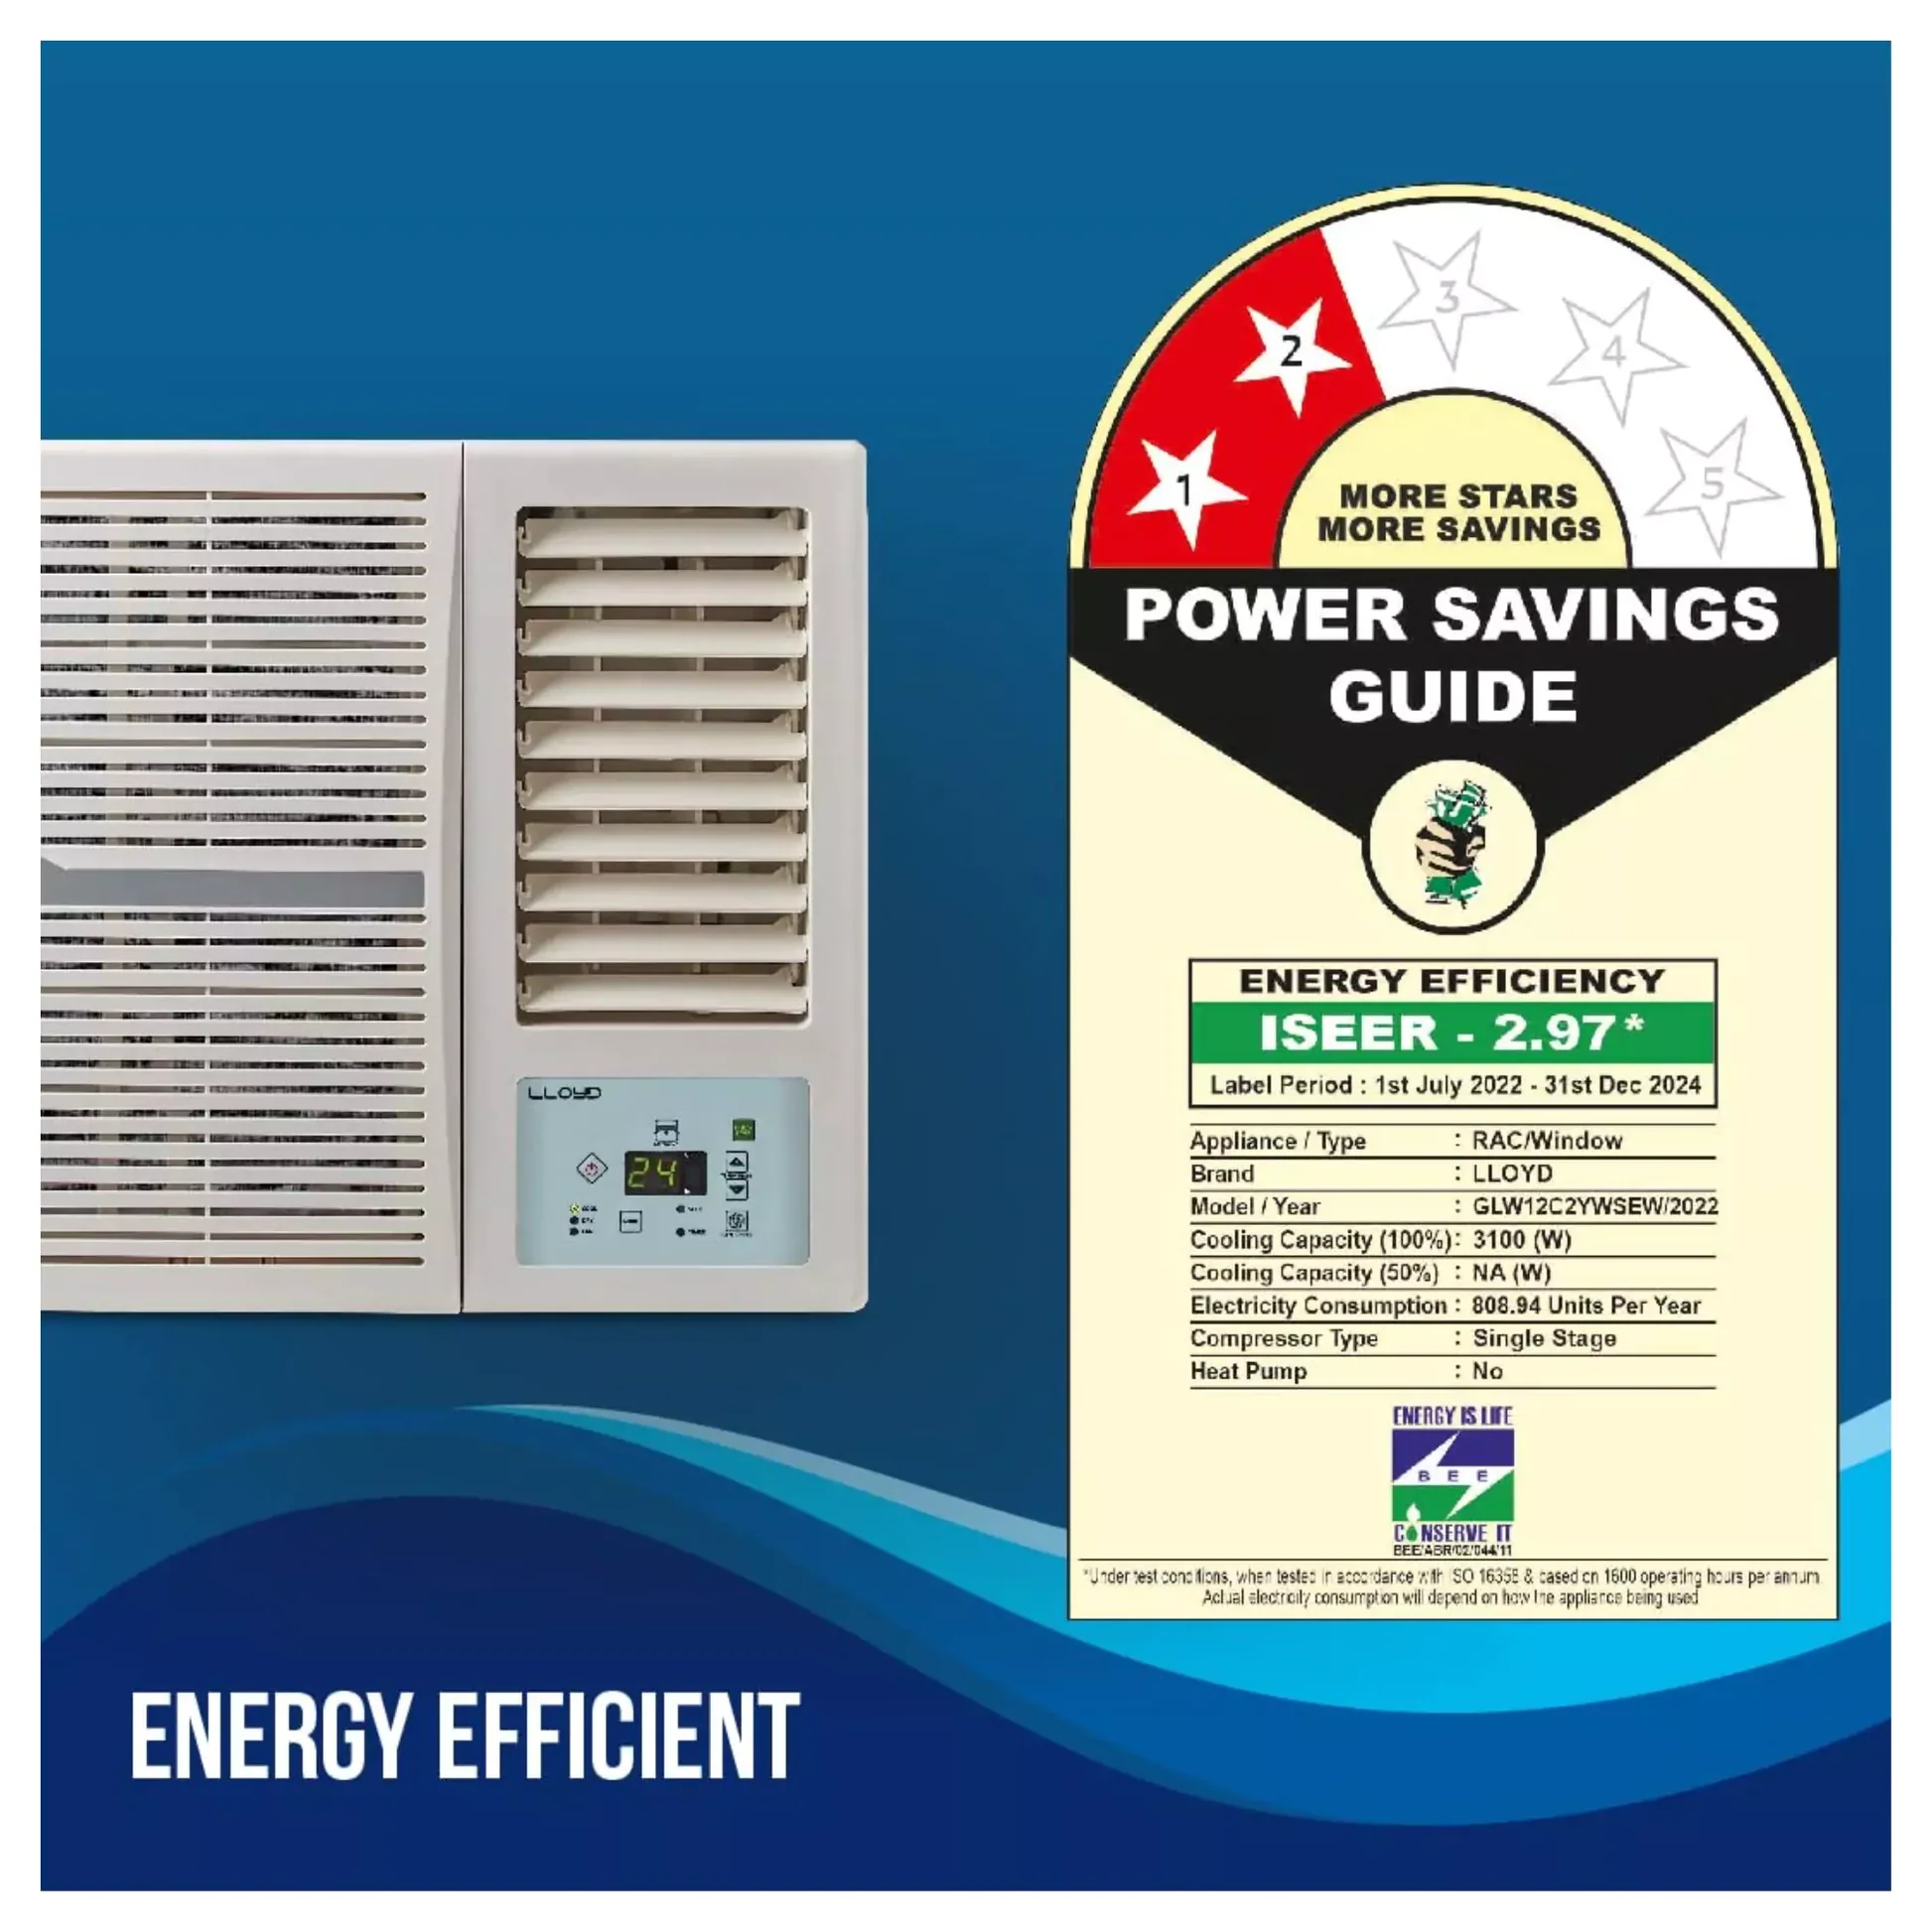 1
2
3
4
5
MORE STARS
MORE SAVINGS
POWER SAVINGS
GUIDE
ENERGY EFFICIENCY
ISEER - 2.97*
Label Period : 1st July 2022 - 31st Dec 2024
Appliance / Type : RAC/Window
Brand : LLOYD
Model / Year : GLW12C2YWSEW/2022
Cooling Capacity (100%): 3100 (W)
Cooling Capacity (50%) : NA (W)
Electricity Consumption : 808.94 Units Per Year
Compressor Type : Single Stage
Heat Pump : No
ENERGY IS LIFE
BEE
CONSERVE IT
BEE/ABR/02/044/11
*Under test conditions, when tested in accordance with ISO 16358 & based on 1600 operating hours per annum
Actual electricity consumption will depend on how the appliance being used
LLOYD
24
ENERGY EFFICIENT